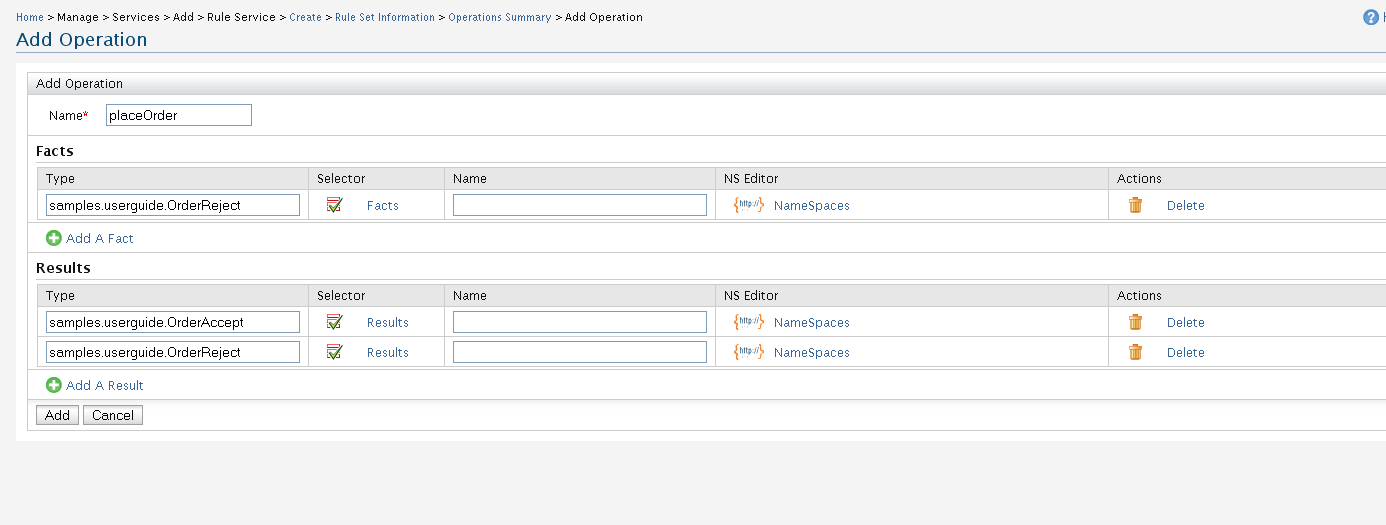 Home > Manage > Services > Add > Rule Service > Create > Rule Set Information > Operations Summary > Add Operation
?
Add Operation
Add Operation
Name* placeOrder
Facts
Type Selector Name NS Editor Actions
samples.userguide.OrderReject Facts {http://} NameSpaces Delete
Add A Fact
Results
Type Selector Name NS Editor Actions
samples.userguide.OrderAccept Results {http://} NameSpaces Delete
samples.userguide.OrderReject Results {http://} NameSpaces Delete
Add A Result
Add Cancel